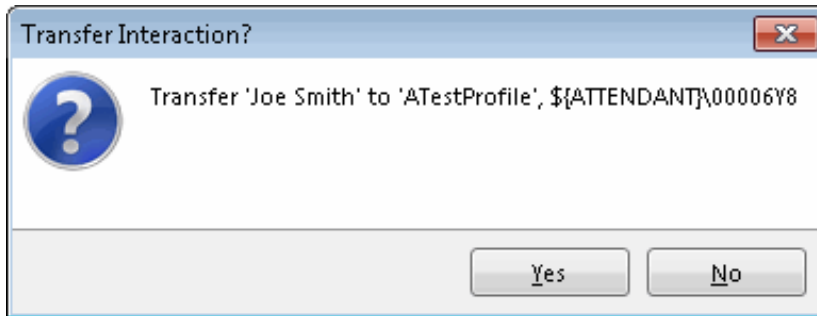 Transfer Interaction?
Transfer 'Joe Smith' to 'ATestProfile', ${ATTENDANT}\00006Y8
Yes
No